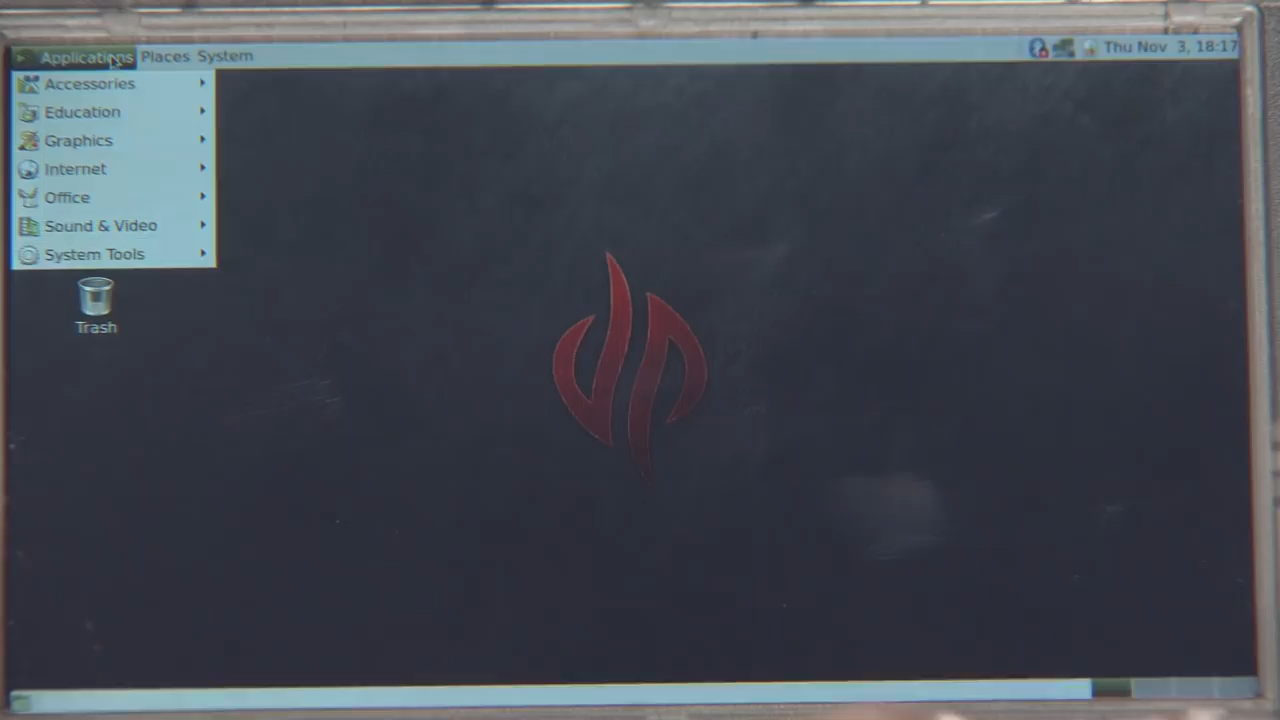 Applications Places System Thu Nov 3, 18:17
Accessories
Education
Graphics
Internet
Office
Sound & Video
System Tools
Trash